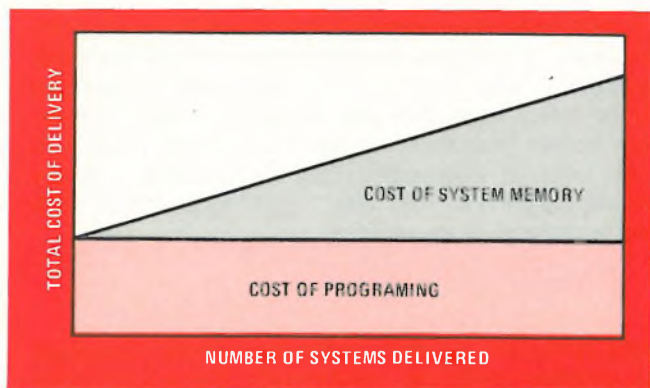 TOTAL COST OF DELIVERY
COST OF SYSTEM MEMORY
COST OF PROGRAMING
NUMBER OF SYSTEMS DELIVERED